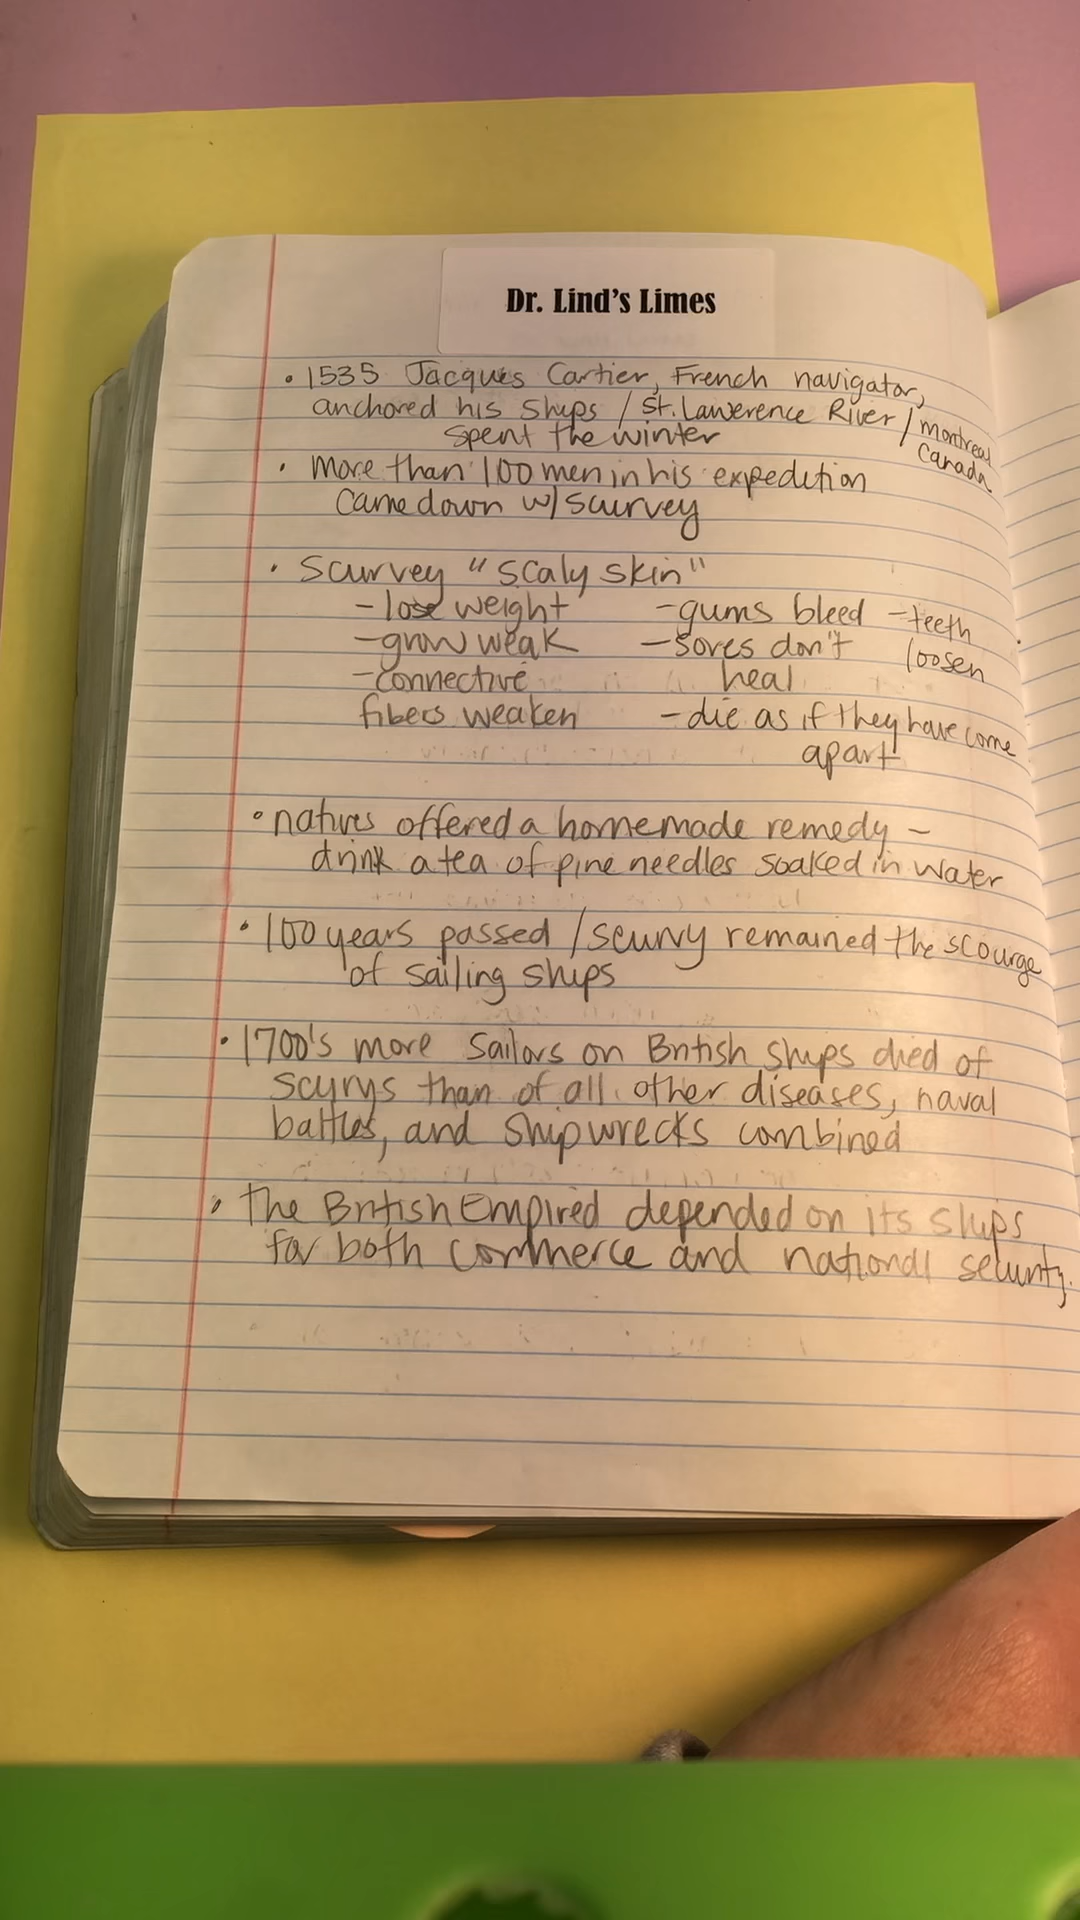 Dr. Lind's Limes
• 1535 Jacques Cartier, French navigator,
anchored his ships / St. Lawerence River / montreal
Canada
spent the winter
• more than 100 men in his expedition
came down w/ scurvey
• Scurvey "scaly skin"
- lose weight - gums bleed - teeth
loosen
- grow weak - sores don't
heal
- connective
fibers weaken - die as if they have come
apart
• natives offered a homemade remedy -
drink a tea of pine needles soaked in water
• 100 years passed / scurvy remained the scourge
of sailing ships
• 1700's more sailors on British ships died of
scyrys than of all other diseases, naval
battles, and shipwrecks combined
• The British Empired depended on its ships
for both commerce and national security.